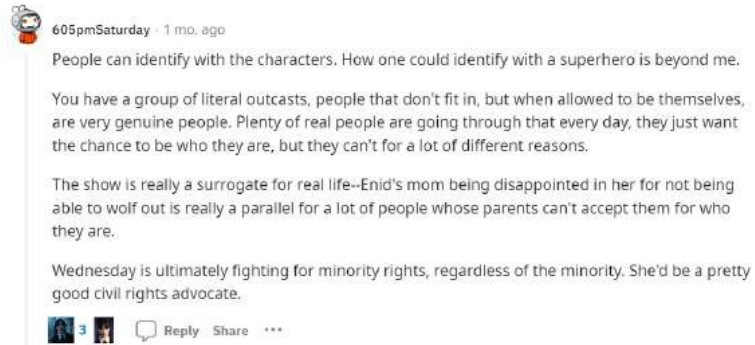 605pmSaturday · 1 mo. ago
People can identify with the characters. How one could identify with a superhero is beyond me.
You have a group of literal outcasts, people that don't fit in, but when allowed to be themselves,
are very genuine people. Plenty of real people are going through that every day, they just want
the chance to be who they are, but they can't for a lot of different reasons.
The show is really a surrogate for real life--Enid's mom being disappointed in her for not being
able to wolf out is really a parallel for a lot of people whose parents can't accept them for who
they are.
Wednesday is ultimately fighting for minority rights, regardless of the minority. She'd be a pretty
good civil rights advocate.
3 Reply Share •••